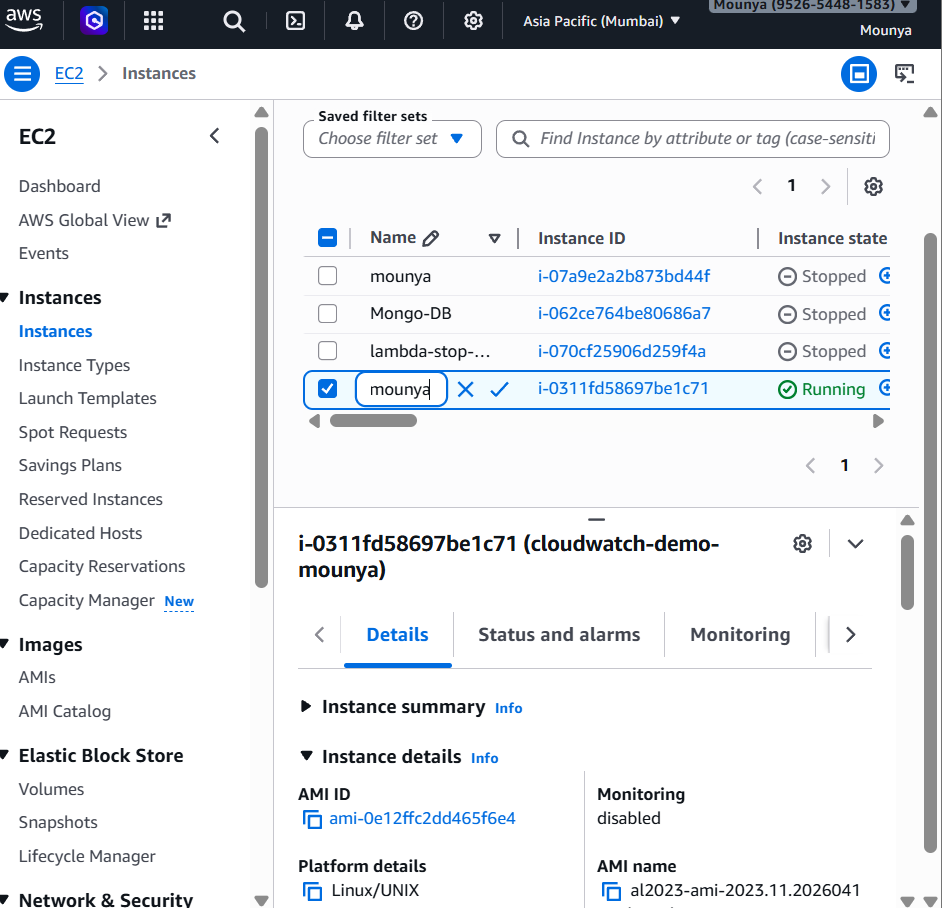 aws
Asia Pacific (Mumbai)
Mounya (9526-5448-1583)
Mounya
EC2
Instances
EC2
Dashboard
AWS Global View
Events
Instances
Instances
Instance Types
Launch Templates
Spot Requests
Savings Plans
Reserved Instances
Dedicated Hosts
Capacity Reservations
Capacity Manager New
Images
AMIs
AMI Catalog
Elastic Block Store
Volumes
Snapshots
Lifecycle Manager
Network & Security
Saved filter sets
Choose filter set
Find Instance by attribute or tag (case-sensiti
1
Name Instance ID Instance state
mounya i-07a9e2a2b873bd44f Stopped
Mongo-DB i-062ce764be80686a7 Stopped
lambda-stop-... i-070cf25906d259f4a Stopped
mounya i-0311fd58697be1c71 Running
1
i-0311fd58697be1c71 (cloudwatch-demo-
mounya)
Details Status and alarms Monitoring
Instance summary Info
Instance details Info
AMI ID
ami-0e12ffc2dd465f6e4
Monitoring
disabled
Platform details
Linux/UNIX
AMI name
al2023-ami-2023.11.2026041